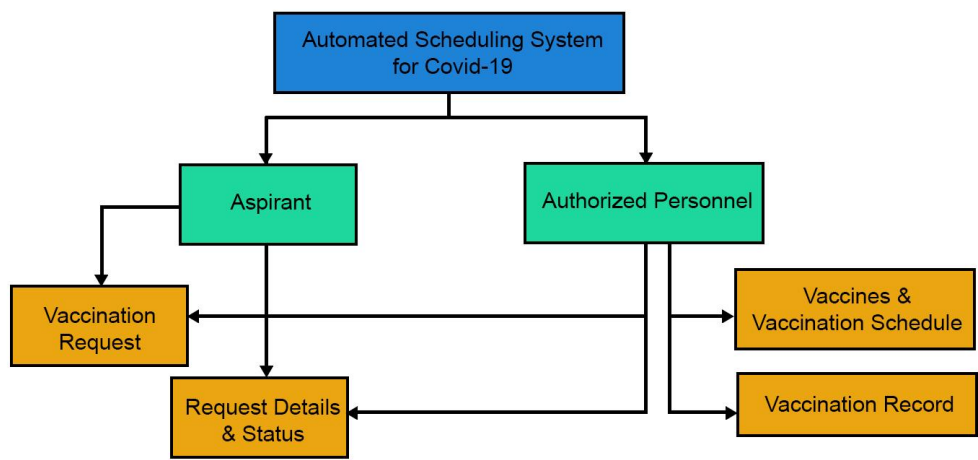 Automated Scheduling System
for Covid-19
Aspirant
Authorized Personnel
Vaccination
Request
Vaccines &
Vaccination Schedule
Request Details
& Status
Vaccination Record